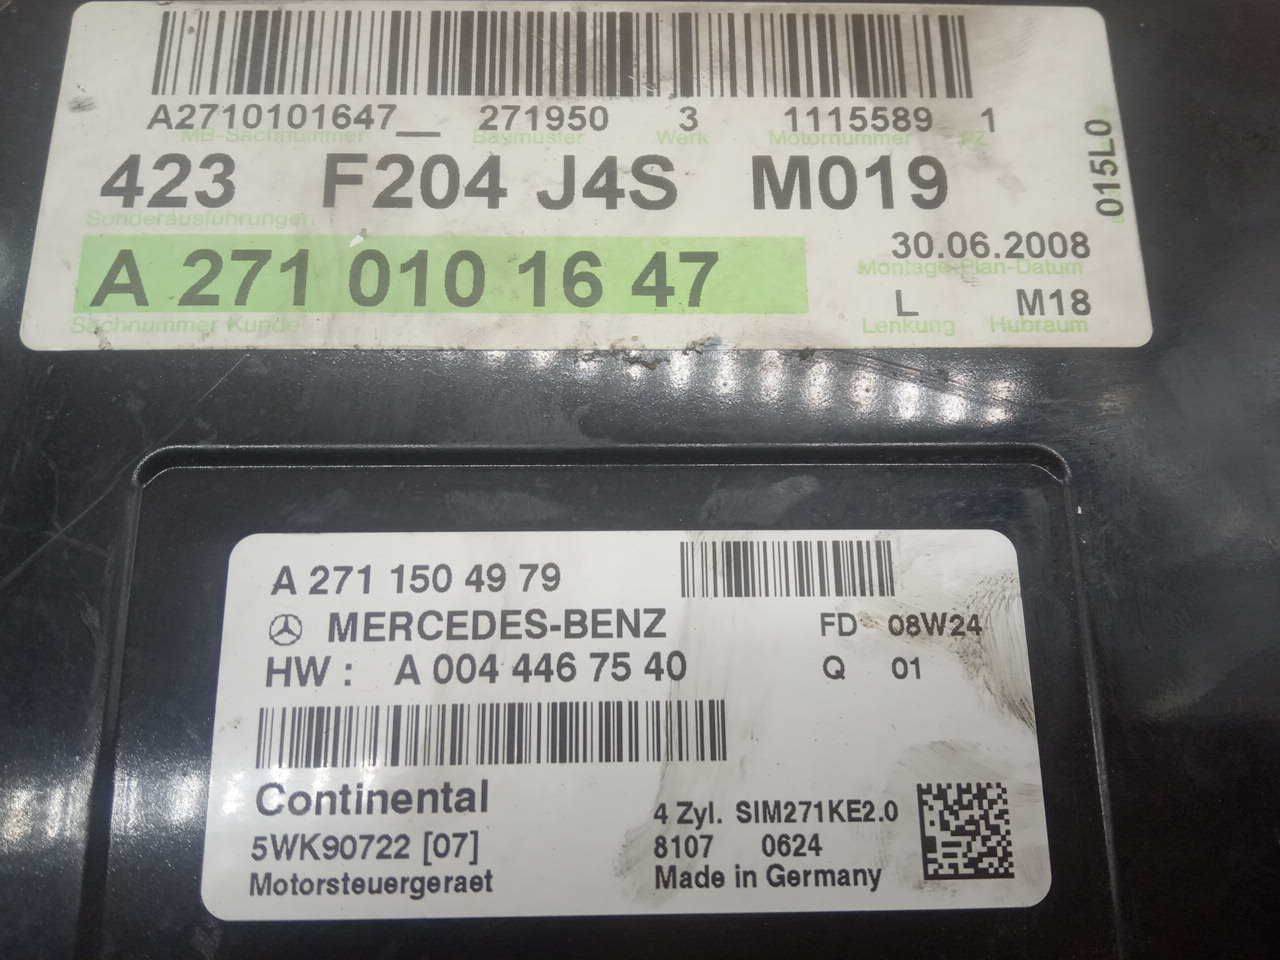 A2710101647__ 271950 3 1115589 1
MB-Sachnummer Baumuster Werk Motornummer PZ
423 F204 J4S M019
015L0
Sonderausführungen
A 271 010 16 47
30.06.2008
Montage-Plan-Datum
L M18
Sachnummer Kunde
Lenkung Hubraum
A 271 150 49 79
MERCEDES-BENZ FD 08W24
HW : A 004 446 75 40 Q 01
Continental
4 Zyl. SIM271KE2.0
5WK90722 [07] 8107 0624
Motorsteuergeraet Made in Germany